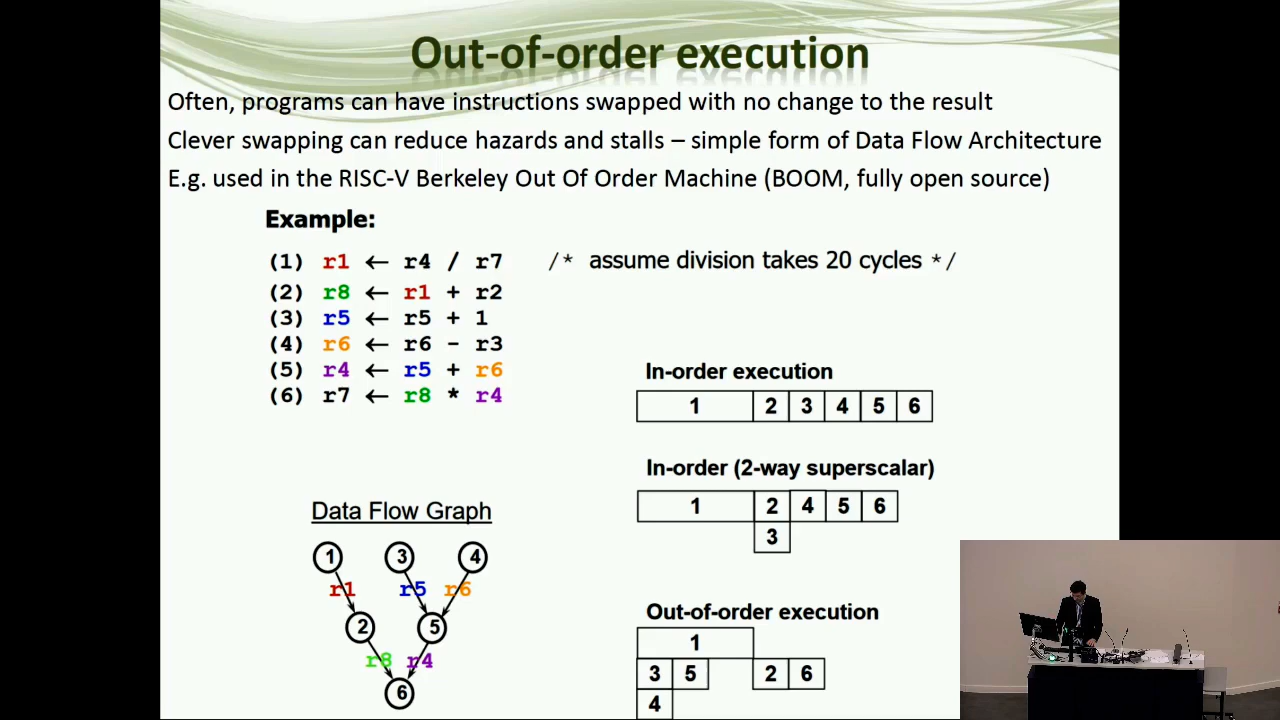 Out-of-order execution
Often, programs can have instructions swapped with no change to the result
Clever swapping can reduce hazards and stalls – simple form of Data Flow Architecture
E.g. used in the RISC-V Berkeley Out Of Order Machine (BOOM, fully open source)
Example:
(1) r1 ← r4 / r7 /* assume division takes 20 cycles */
(2) r8 ← r1 + r2
(3) r5 ← r5 + 1
(4) r6 ← r6 - r3
(5) r4 ← r5 + r6
(6) r7 ← r8 * r4
In-order execution
1 2 3 4 5 6
In-order (2-way superscalar)
1 2 4 5 6
3
Data Flow Graph
1 3 4
r1 r5 r6
2 5
r8 r4
6
Out-of-order execution
1
3 5 2 6
4